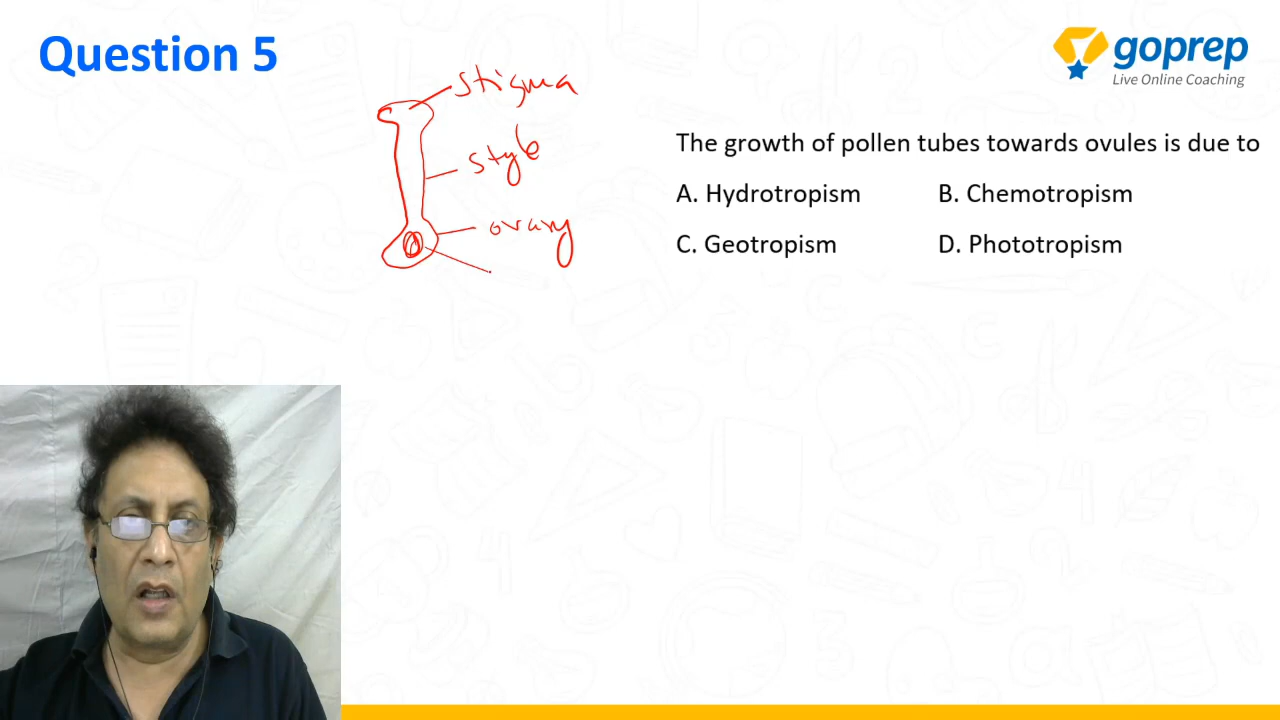 Question 5
goprep
Live Online Coaching
stigma
style
ovary
The growth of pollen tubes towards ovules is due to
A. Hydrotropism B. Chemotropism
C. Geotropism D. Phototropism